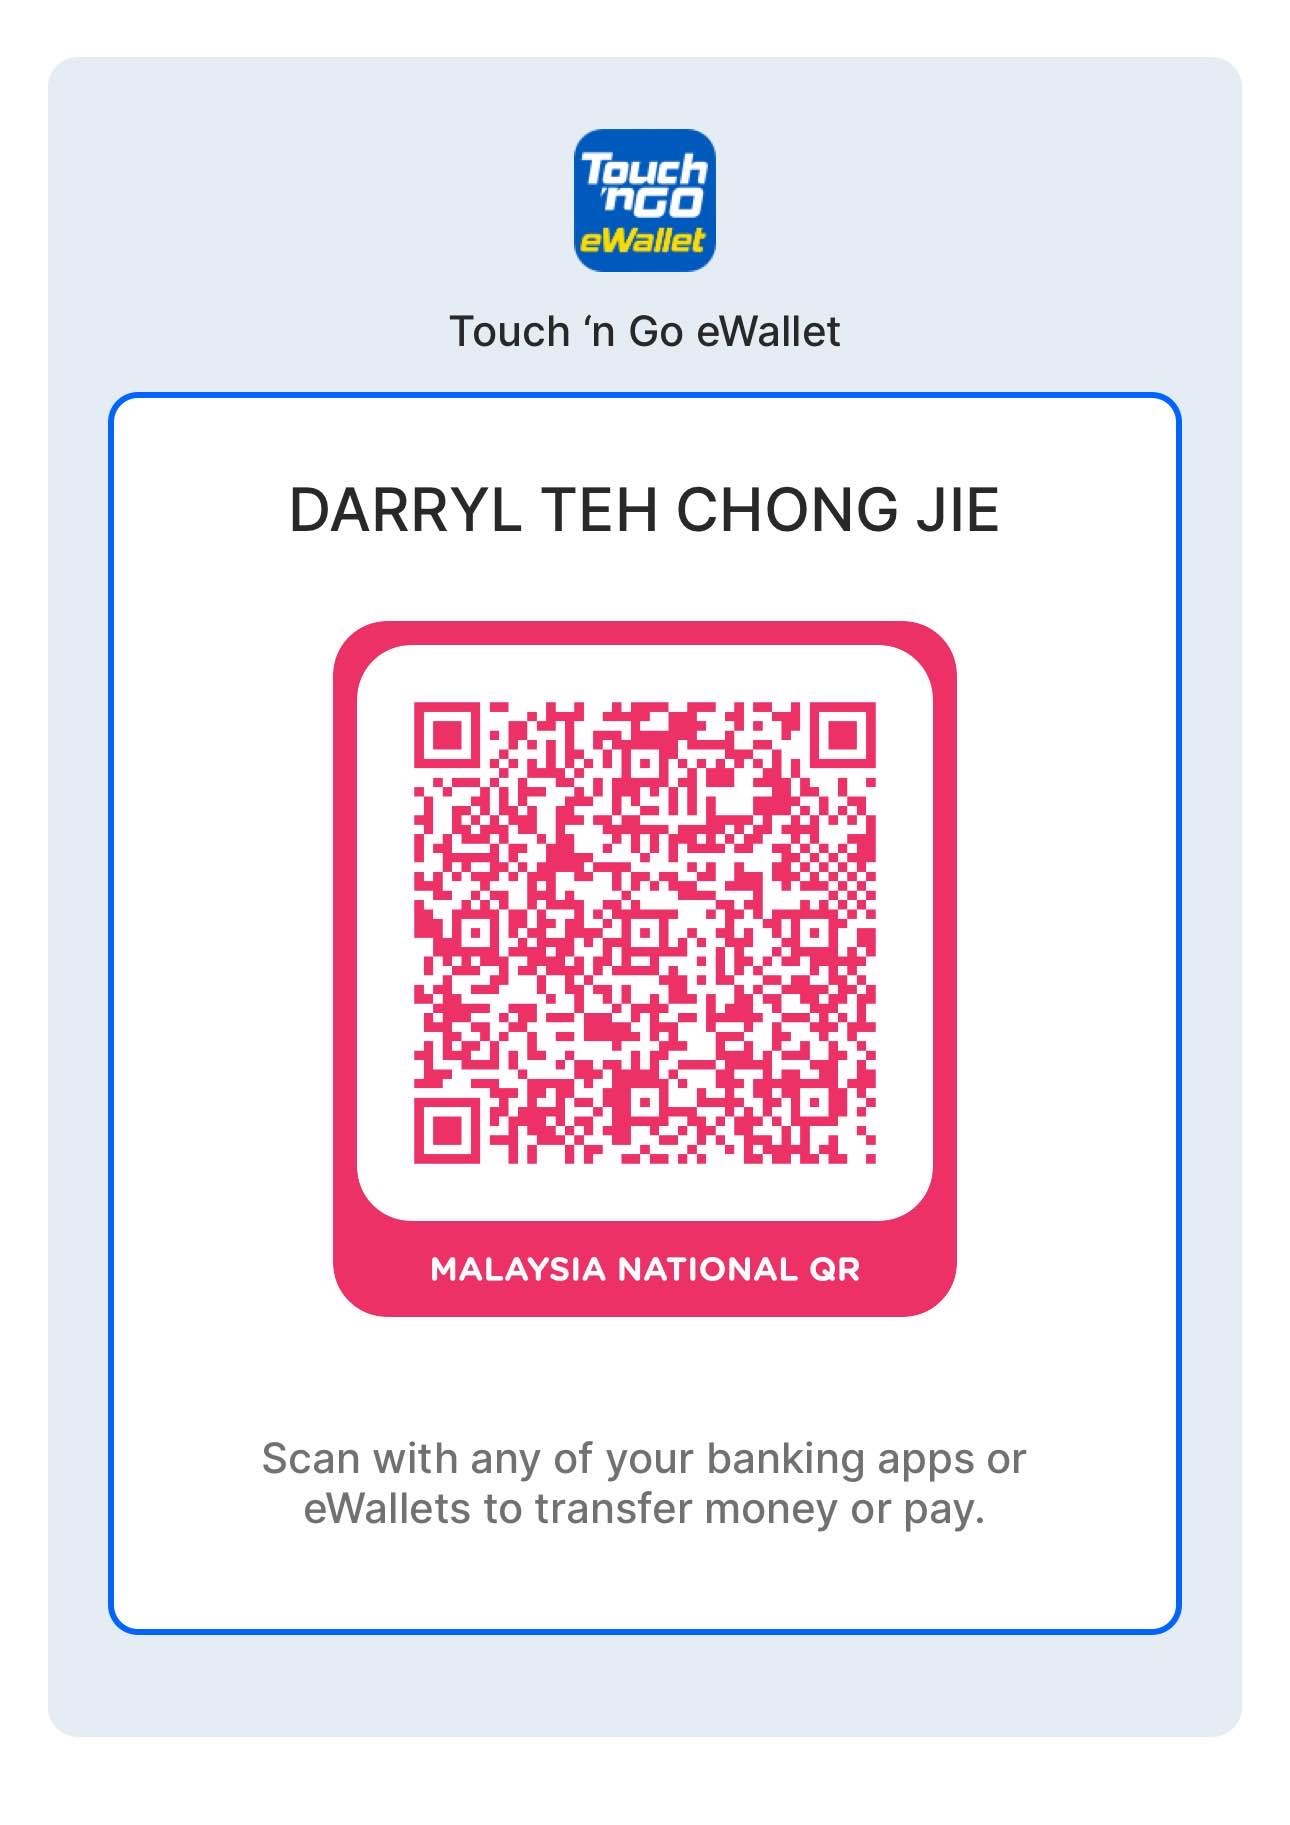 Touch
'nGO
eWallet
Touch ‘n Go eWallet
DARRYL TEH CHONG JIE
MALAYSIA NATIONAL QR
Scan with any of your banking apps or
eWallets to transfer money or pay.